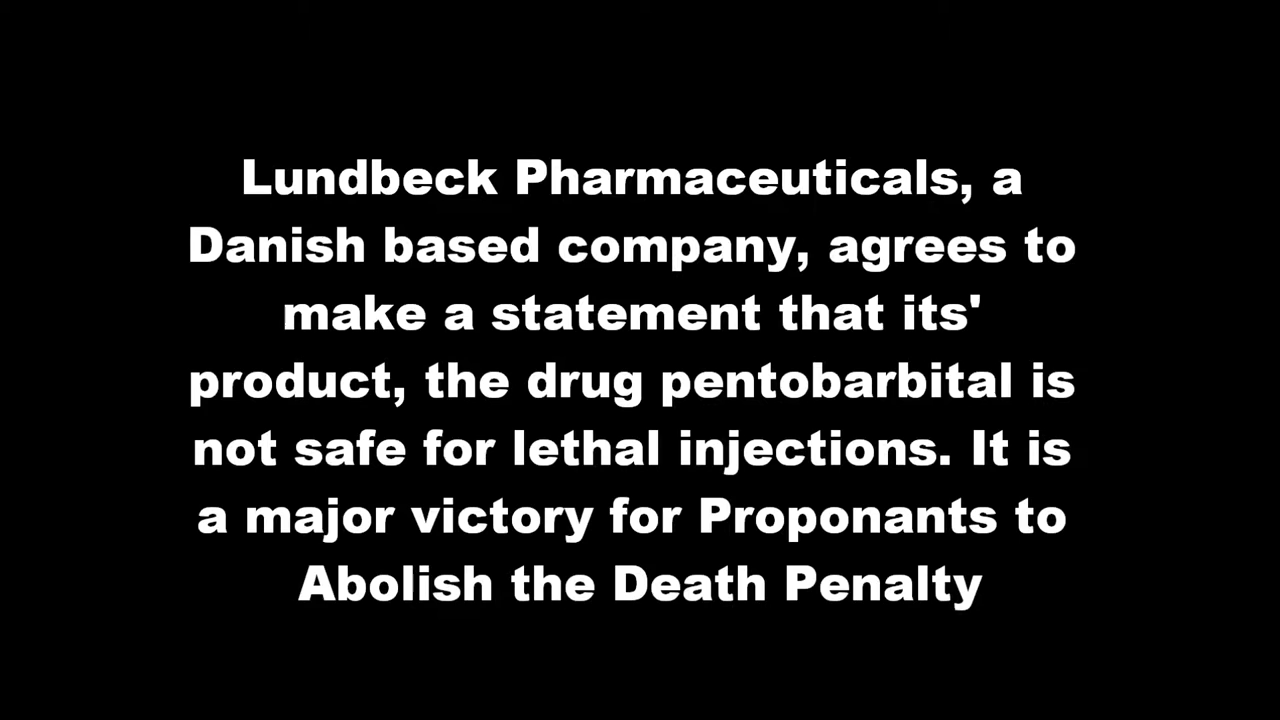 Lundbeck Pharmaceuticals, a
Danish based company, agrees to
make a statement that its'
product, the drug pentobarbital is
not safe for lethal injections. It is
a major victory for Proponants to
Abolish the Death Penalty